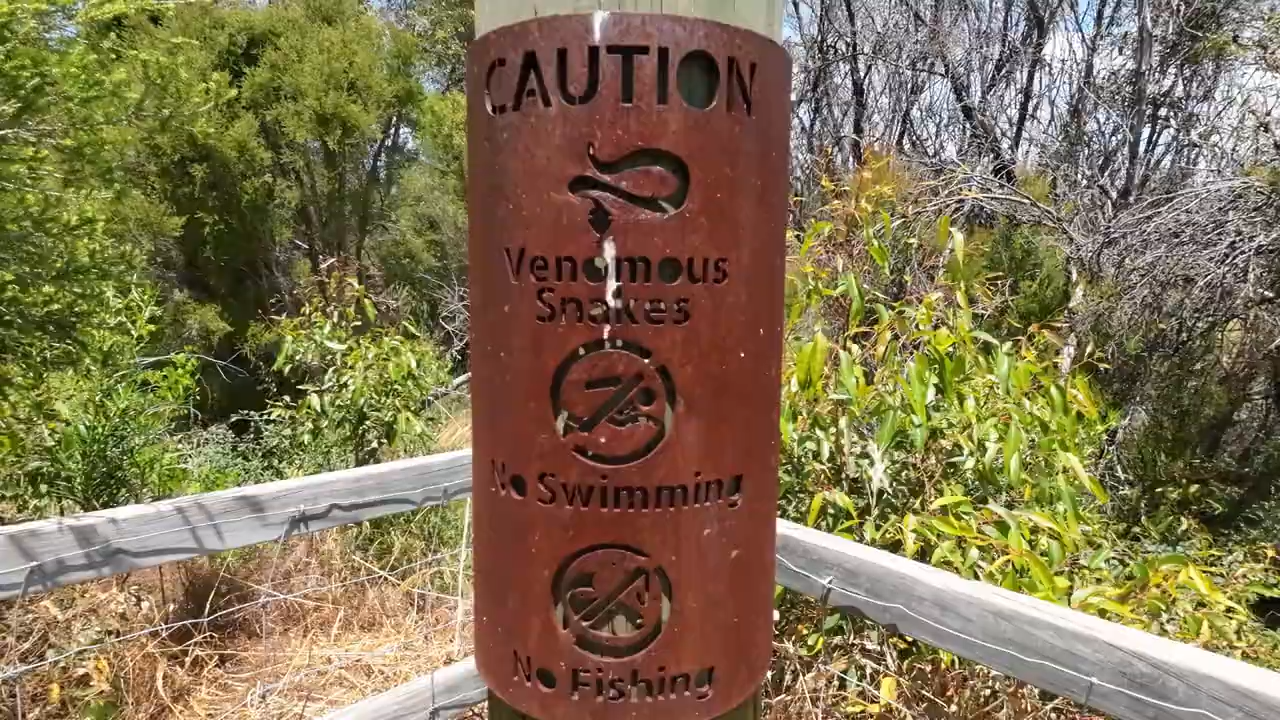 CAUTION
Venomous
Snakes
No Swimming
No Fishing